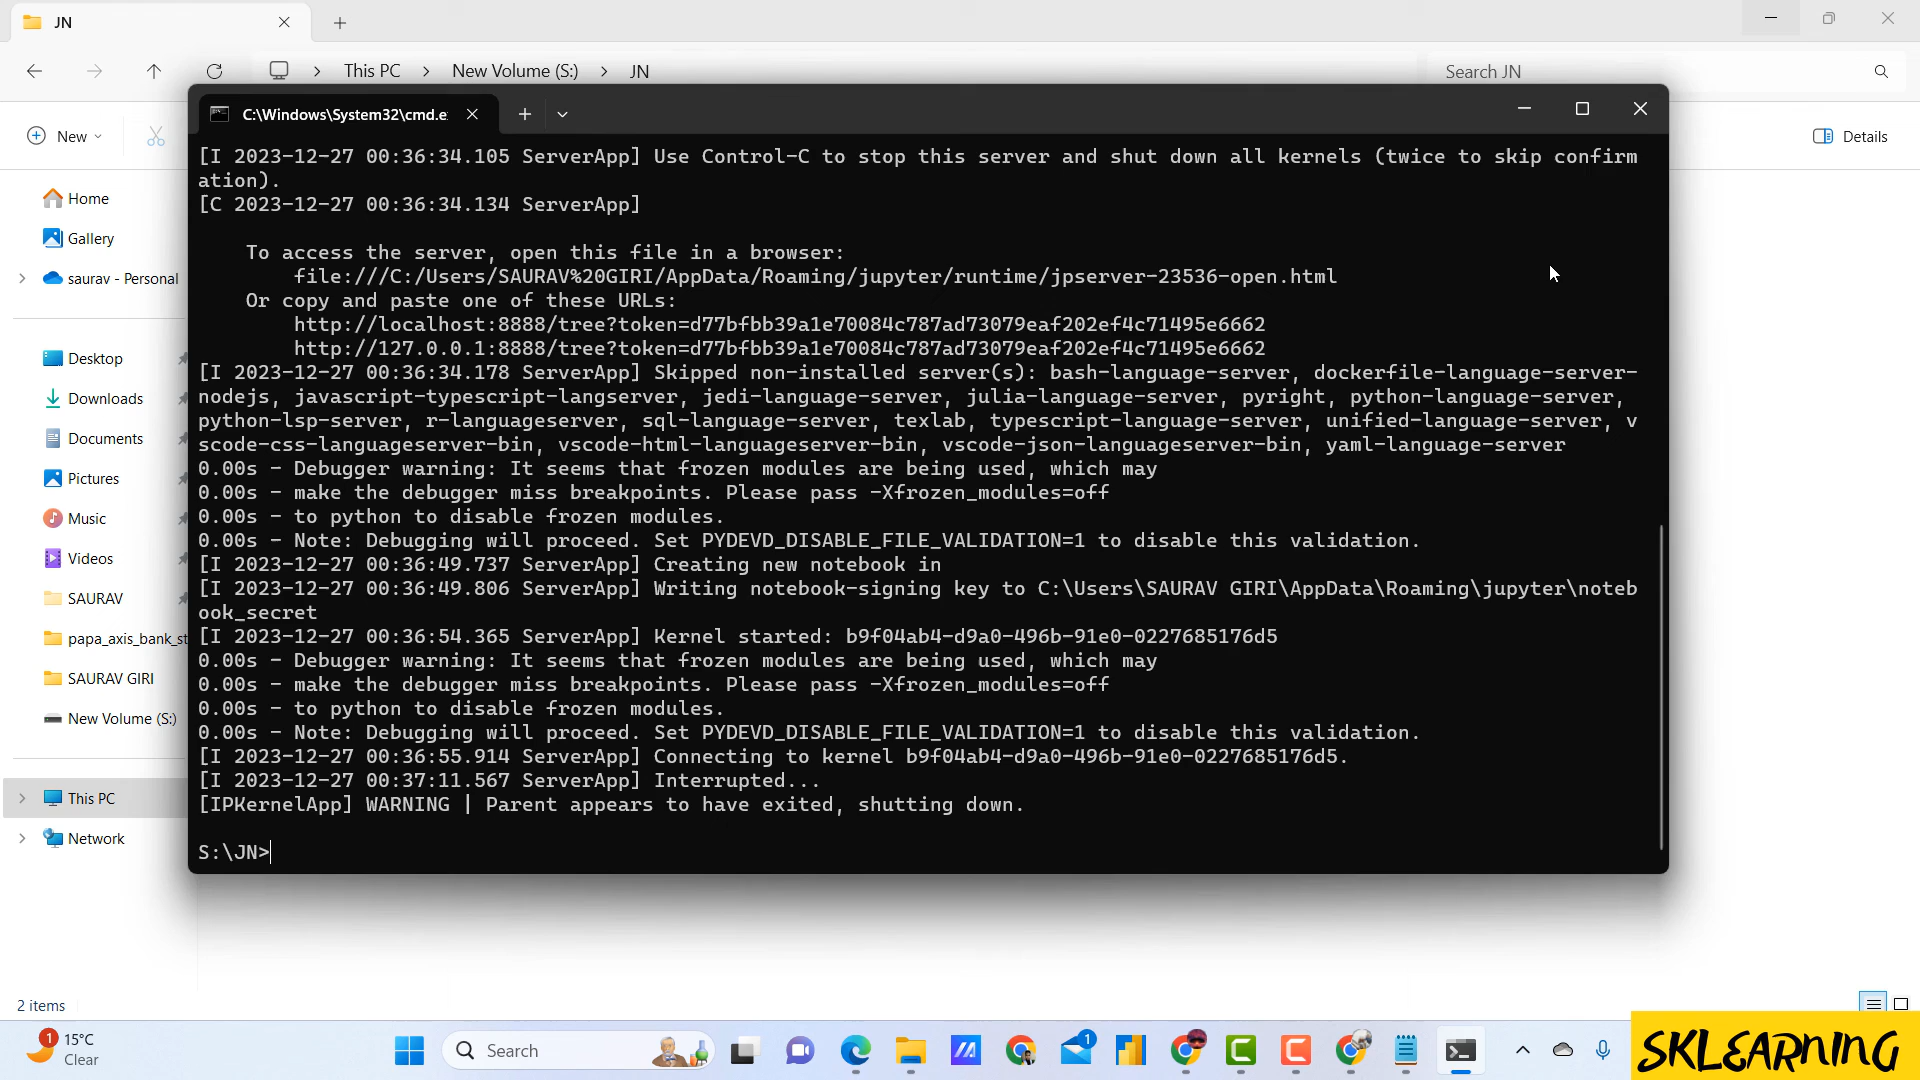 JN
This PC > New Volume (S:) > JN
Search JN
New
Details
C:\Windows\System32\cmd.e
[I 2023-12-27 00:36:34.105 ServerApp] Use Control-C to stop this server and shut down all kernels (twice to skip confirm
ation).
[C 2023-12-27 00:36:34.134 ServerApp]
To access the server, open this file in a browser:
file:///C:/Users/SAURAV%20GIRI/AppData/Roaming/jupyter/runtime/jpserver-23536-open.html
Or copy and paste one of these URLs:
http://localhost:8888/tree?token=d77bfbb39a1e70084c787ad73079eaf202ef4c71495e6662
http://127.0.0.1:8888/tree?token=d77bfbb39a1e70084c787ad73079eaf202ef4c71495e6662
[I 2023-12-27 00:36:34.178 ServerApp] Skipped non-installed server(s): bash-language-server, dockerfile-language-server-
nodejs, javascript-typescript-langserver, jedi-language-server, julia-language-server, pyright, python-language-server,
python-lsp-server, r-languageserver, sql-language-server, texlab, typescript-language-server, unified-language-server, v
scode-css-languageserver-bin, vscode-html-languageserver-bin, vscode-json-languageserver-bin, yaml-language-server
0.00s - Debugger warning: It seems that frozen modules are being used, which may
0.00s - make the debugger miss breakpoints. Please pass -Xfrozen_modules=off
0.00s - to python to disable frozen modules.
0.00s - Note: Debugging will proceed. Set PYDEVD_DISABLE_FILE_VALIDATION=1 to disable this validation.
[I 2023-12-27 00:36:49.737 ServerApp] Creating new notebook in
[I 2023-12-27 00:36:49.806 ServerApp] Writing notebook-signing key to C:\Users\SAURAV GIRI\AppData\Roaming\jupyter\noteb
ook_secret
[I 2023-12-27 00:36:54.365 ServerApp] Kernel started: b9f04ab4-d9a0-496b-91e0-0227685176d5
0.00s - Debugger warning: It seems that frozen modules are being used, which may
0.00s - make the debugger miss breakpoints. Please pass -Xfrozen_modules=off
0.00s - to python to disable frozen modules.
0.00s - Note: Debugging will proceed. Set PYDEVD_DISABLE_FILE_VALIDATION=1 to disable this validation.
[I 2023-12-27 00:36:55.914 ServerApp] Connecting to kernel b9f04ab4-d9a0-496b-91e0-0227685176d5.
[I 2023-12-27 00:37:11.567 ServerApp] Interrupted...
[IPKernelApp] WARNING | Parent appears to have exited, shutting down.
S:\JN>
Home
Gallery
saurav - Personal
Desktop
Downloads
Documents
Pictures
Music
Videos
SAURAV
papa_axis_bank_st
SAURAV GIRI
New Volume (S:)
This PC
Network
2 items
1
15°C
Clear
Search
1
SKLEARNING